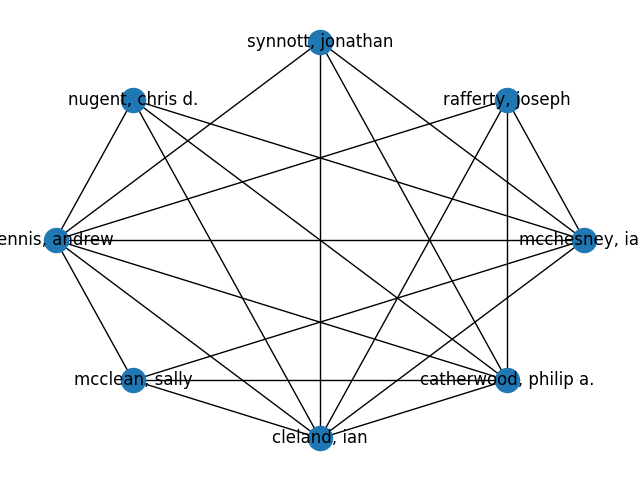 synnott, jonathan
nugent, chris d.
rafferty, joseph
ennis, andrew
mcchesney, ia
mcclean, sally
catherwood, philip a.
cleland, ian